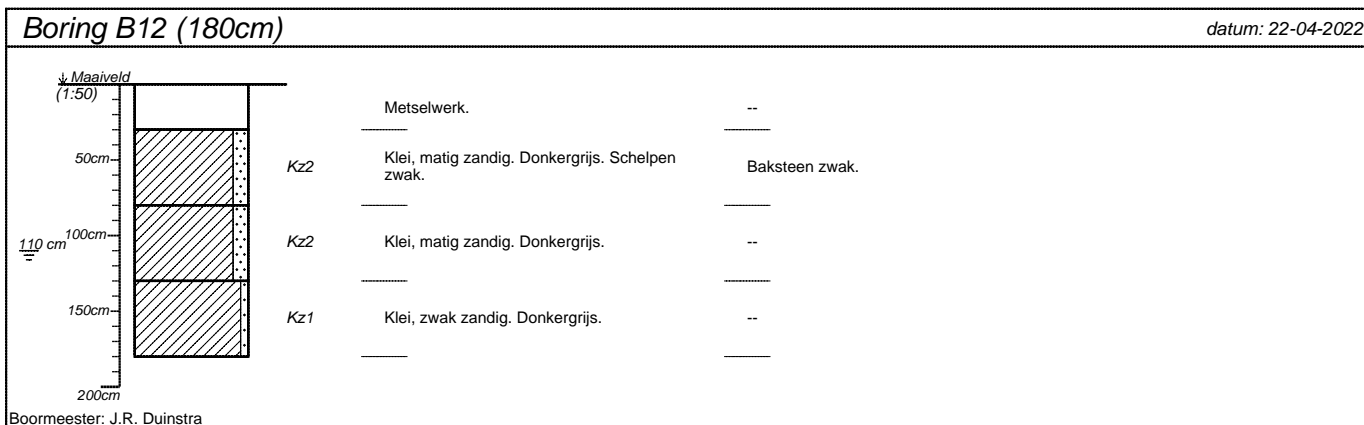 Boring B12 (180cm)
datum: 22-04-2022
Maaiveld
(1:50)
Metselwerk.
--
50cm
Kz2
Klei, matig zandig. Donkergrijs. Schelpen
zwak.
Baksteen zwak.
100cm
110 cm
Kz2
Klei, matig zandig. Donkergrijs.
--
150cm
Kz1
Klei, zwak zandig. Donkergrijs.
--
200cm
Boormeester: J.R. Duinstra